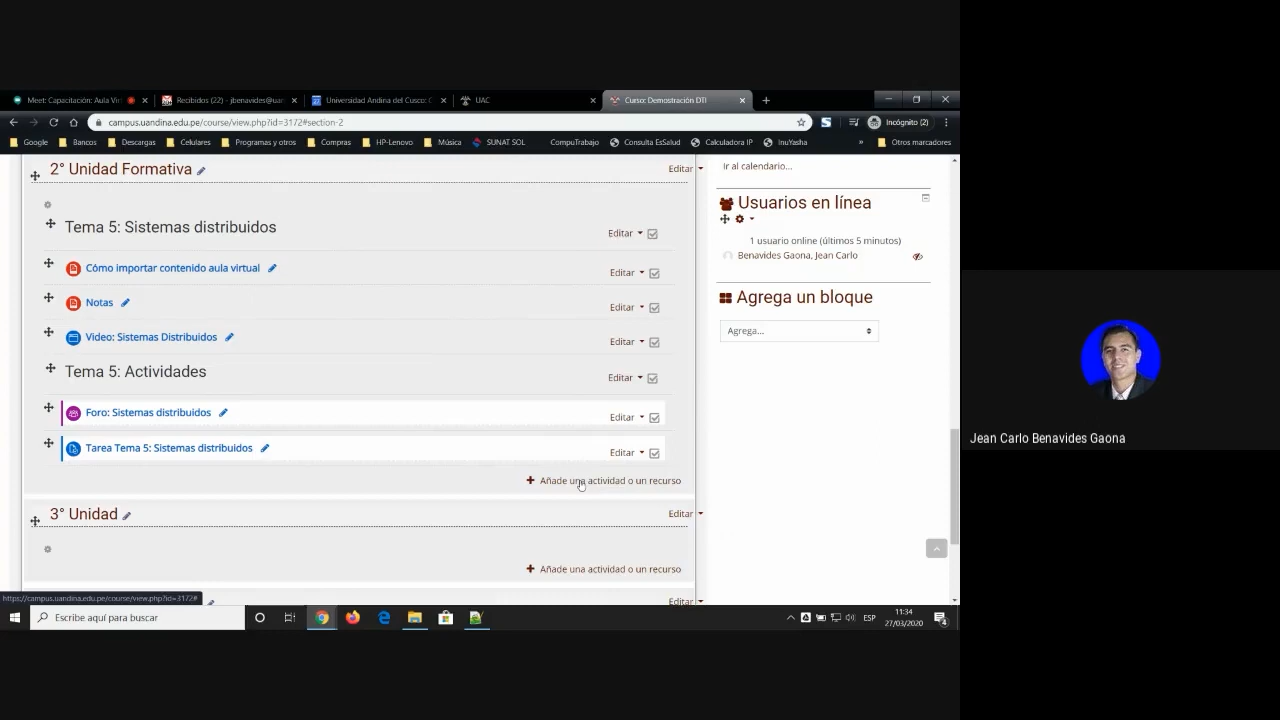 Meet: Capacitación: Aula Vir
Recibidos (22) - jbenavides@uan
Universidad Andina del Cusco: C
UAC
Curso: Demostración DTI
campus.uandina.edu.pe/course/view.php?id=3172#section-2
Incógnito (2)
Google
Bancos
Descargas
Celulares
Programas y otros
Compras
HP-Lenovo
Música
SUNAT SOL
CompuTrabajo
Consulta EsSalud
Calculadora IP
InuYasha
»
Otros marcadores
2° Unidad Formativa
Editar
Tema 5: Sistemas distribuidos
Editar
Cómo importar contenido aula virtual
Editar
Notas
Editar
Video: Sistemas Distribuidos
Editar
Tema 5: Actividades
Editar
Foro: Sistemas distribuidos
Editar
Tarea Tema 5: Sistemas distribuidos
Editar
Añade una actividad o un recurso
3° Unidad
Editar
Añade una actividad o un recurso
Editar
Ir al calendario...
Usuarios en línea
1 usuario online (últimos 5 minutos)
Benavides Gaona, Jean Carlo
Agrega un bloque
Agrega...
https://campus.uandina.edu.pe/course/view.php?id=3172#
Escribe aquí para buscar
ESP
11:34
27/03/2020
4
Jean Carlo Benavides Gaona